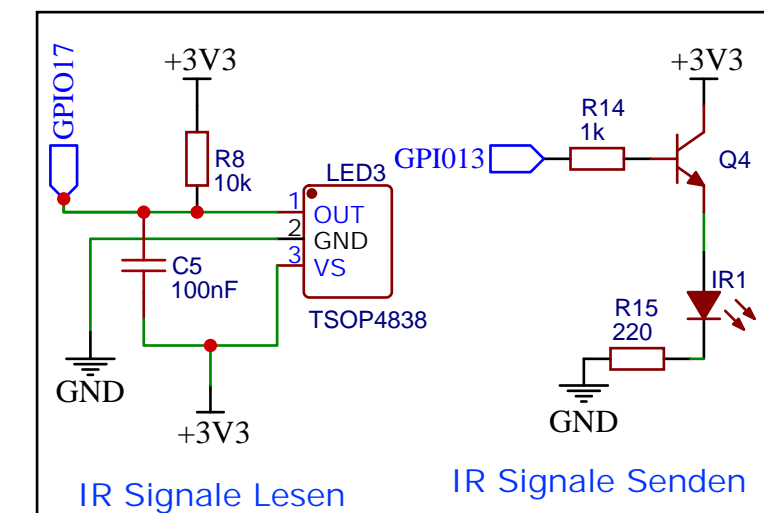 GPIO17
+3V3
R8
10k
LED3
1
OUT
2
GND
3
VS
TSOP4838
C5
100nF
GND
+3V3
IR Signale Lesen
+3V3
R14
1k
GPI013
Q4
IR1
R15
220
GND
IR Signale Senden